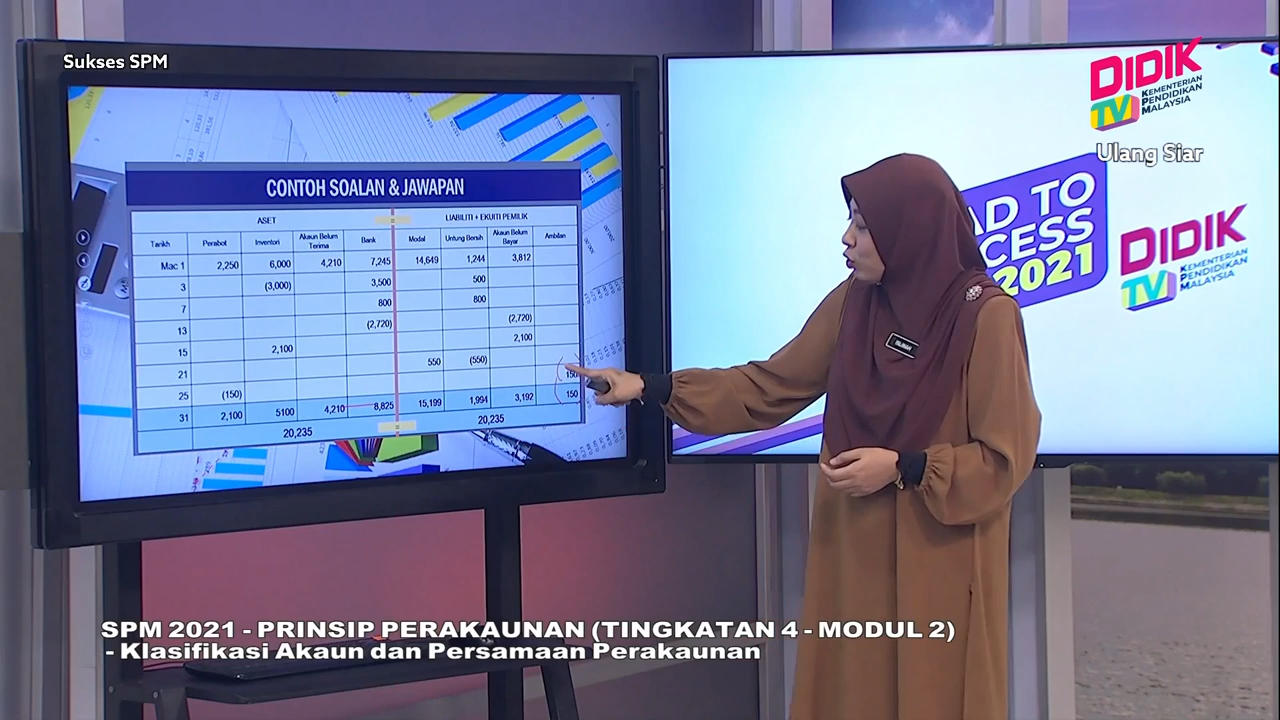 Sukses SPM
DIDIK
TV KEMENTERIAN PENDIDIKAN MALAYSIA
Ulang Siar
CONTOH SOALAN & JAWAPAN
ASET LIABILITI + EKUITI PEMILIK
Tarikh Perabot Inventori Akaun Belum Terima Bank Modal Untung Bersih Akaun Belum Bayar Ambilan
Mac 1 2,250 6,000 4,210 7,245 14,649 1,244 3,812
3 (3,000) 3,500 500
7 800 800
13 (2,720) (2,720)
15 2,100 2,100
21 550 (550)
25 (150) 150
31 2,100 5100 4,210 8,825 15,199 1,994 3,192 150
20,235 20,235
AD TO
CESS
2021
DIDIK
TV KEMENTERIAN PENDIDIKAN MALAYSIA
SPM 2021 - PRINSIP PERAKAUNAN (TINGKATAN 4 - MODUL 2)
- Klasifikasi Akaun dan Persamaan Perakaunan